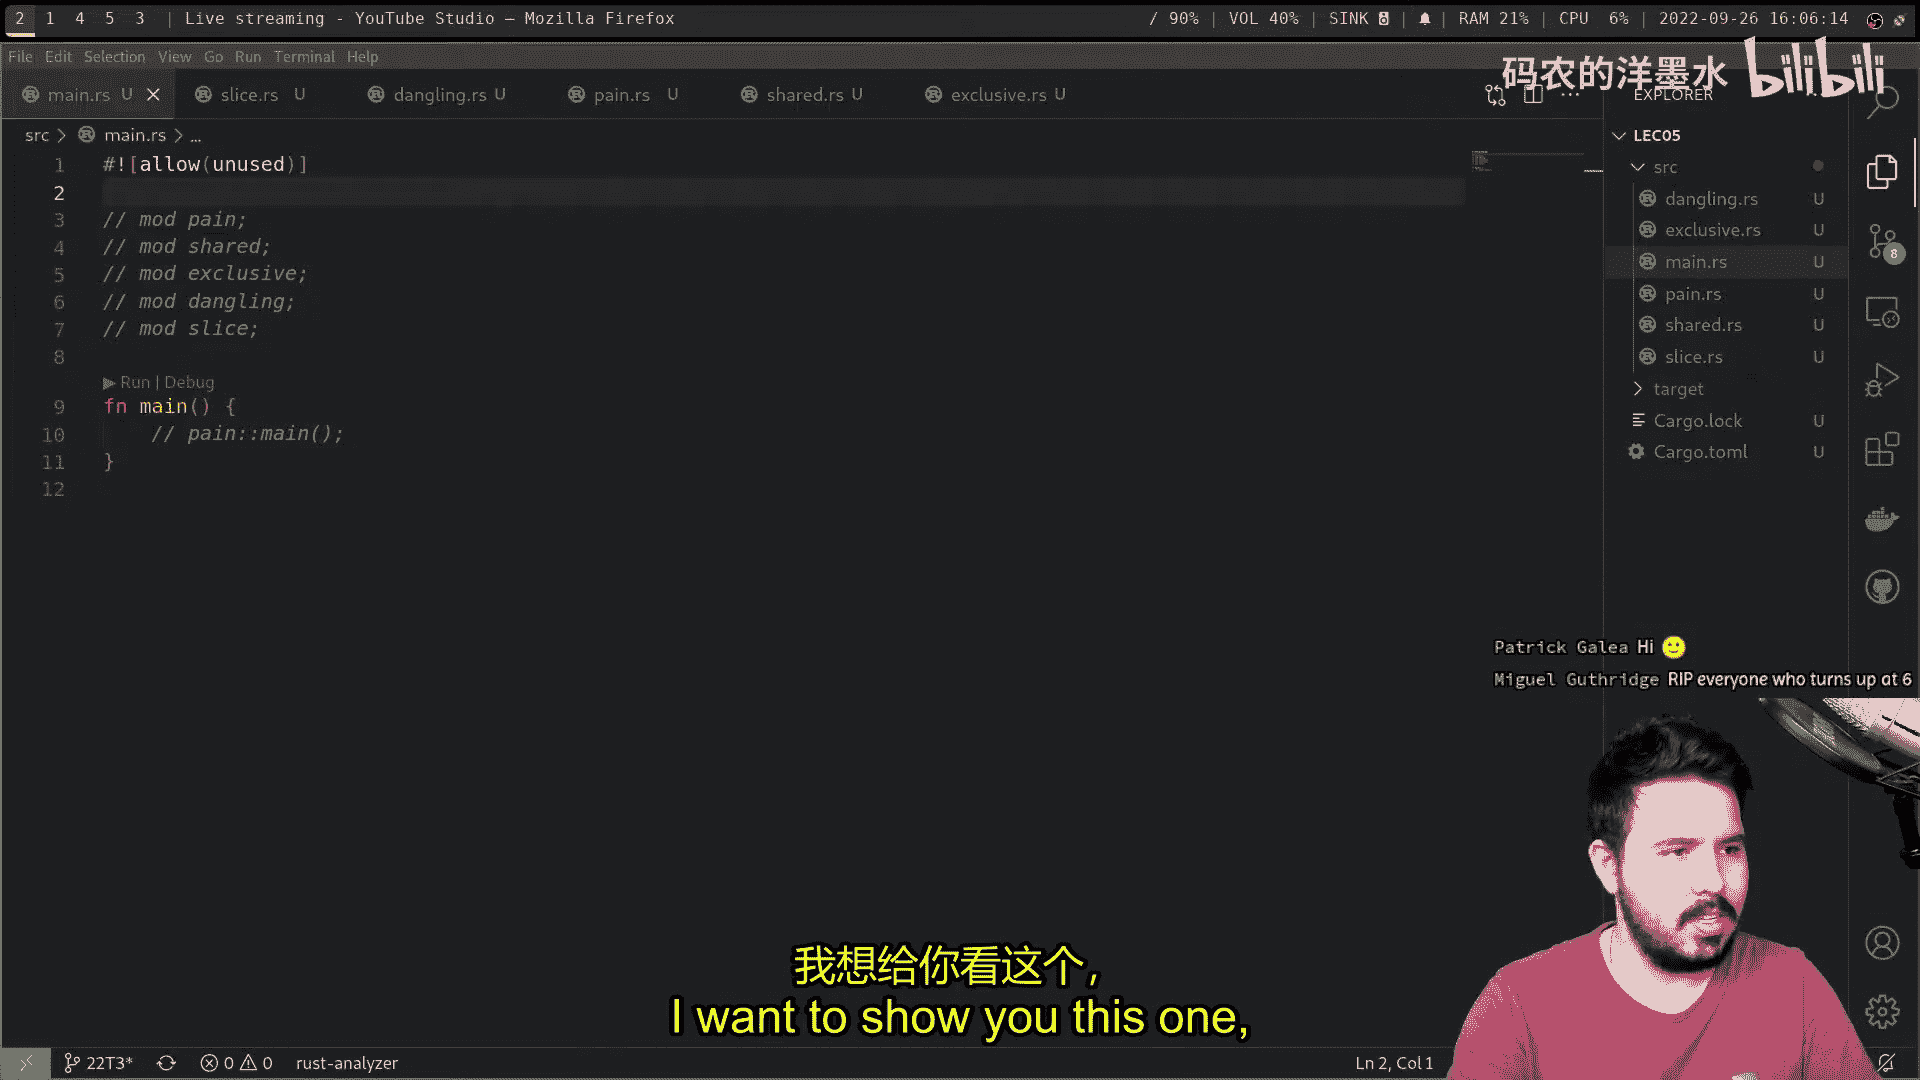 2 1 4 5 3 | Live streaming - YouTube Studio — Mozilla Firefox
/ 90% | VOL 40% | SINK | | RAM 21% | CPU 6% | 2022-09-26 16:06:14
File Edit Selection View Go Run Terminal Help
码农的洋墨水 bilibili
main.rs U slice.rs U dangling.rs U pain.rs U shared.rs U exclusive.rs U
EXPLORER
src > main.rs > ...
LEC05
1 #![allow(unused)]
src
2
dangling.rs U
3 // mod pain;
exclusive.rs U
4 // mod shared;
main.rs U
5 // mod exclusive;
pain.rs U
6 // mod dangling;
shared.rs U
7 // mod slice;
slice.rs U
8
Run | Debug
target
9 fn main() {
Cargo.lock U
10 // pain::main();
Cargo.toml U
11 }
12
8
Patrick Galea Hi 🙂
Miguel Guthridge RIP everyone who turns up at 6
我想给你看这个，
I want to show you this one,
22T3* 0 0 rust-analyzer
Ln 2, Col 1